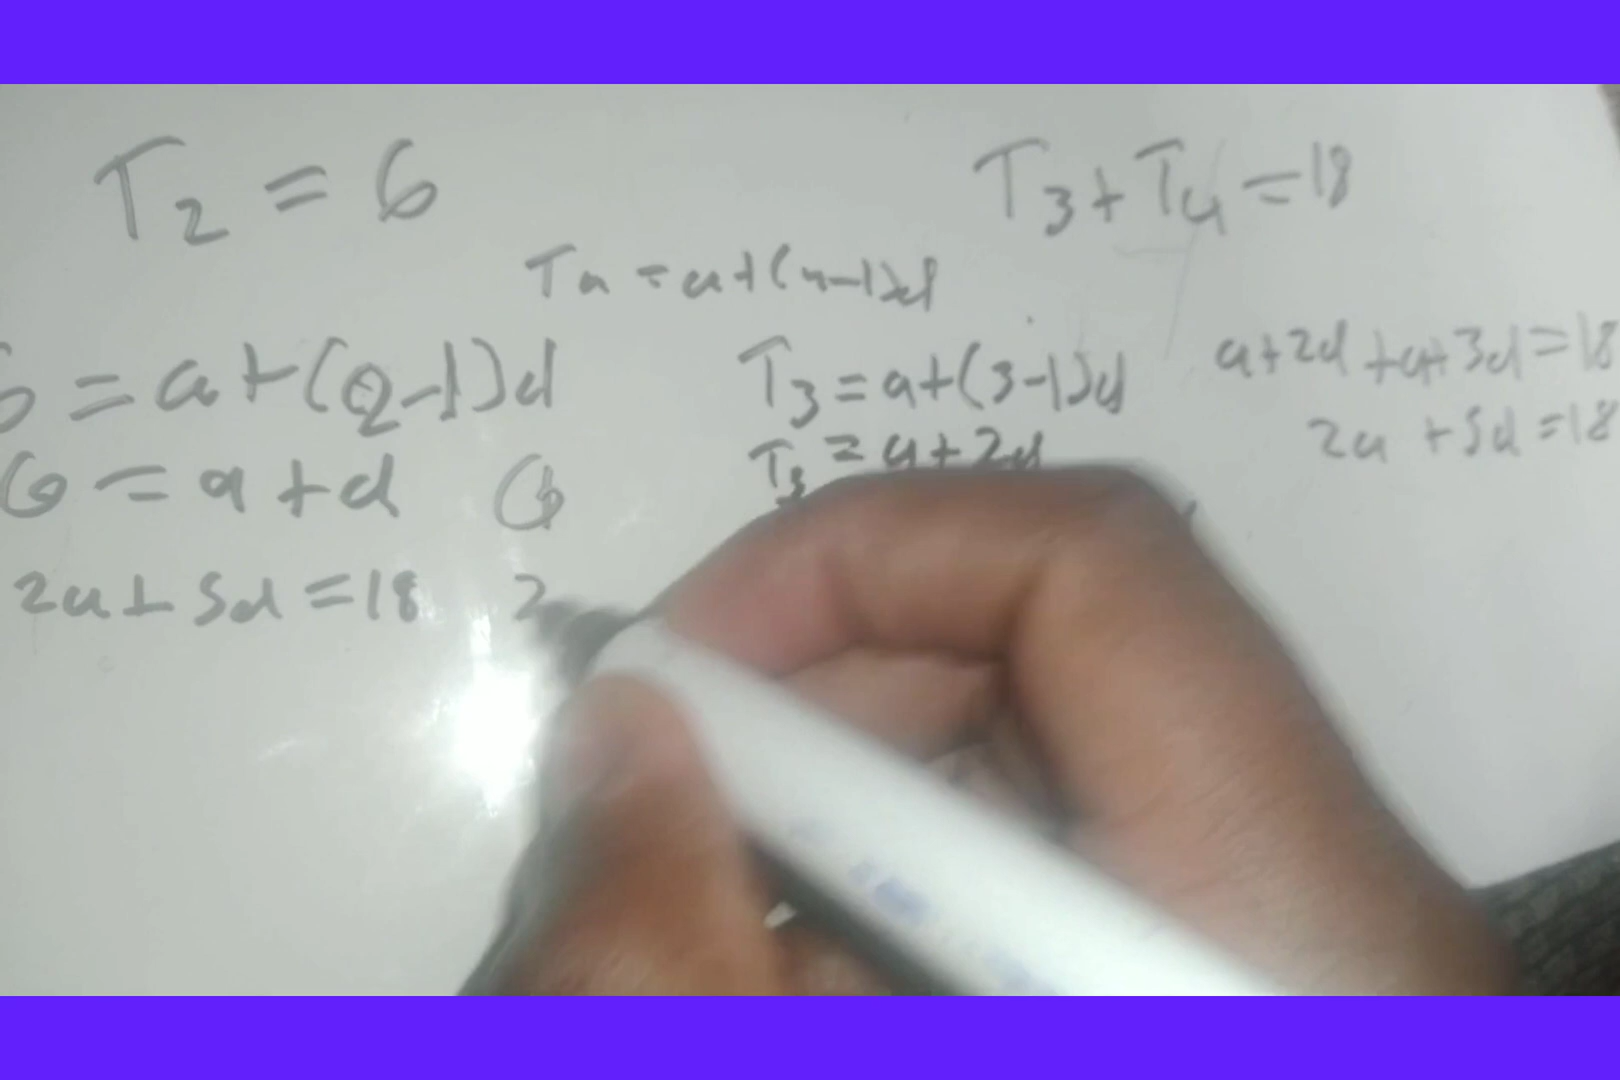 T2 = 6
T3 + T4 = 18
Tn = a + (n-1)d
6 = a + (2-1)d
T3 = a + (3-1)d
a + 2d + a + 3d = 18
T3 = a + 2d
2a + 5d = 18
6 = a + d
2a + 5d = 18 2